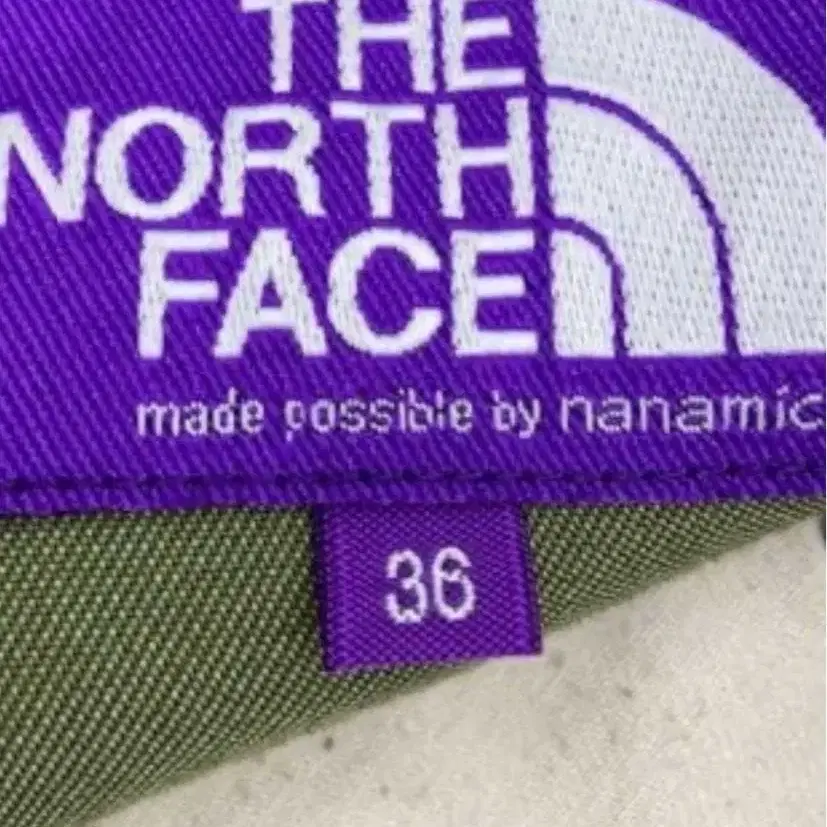 THE
NORTH
FACE
made possible by nanamic
36